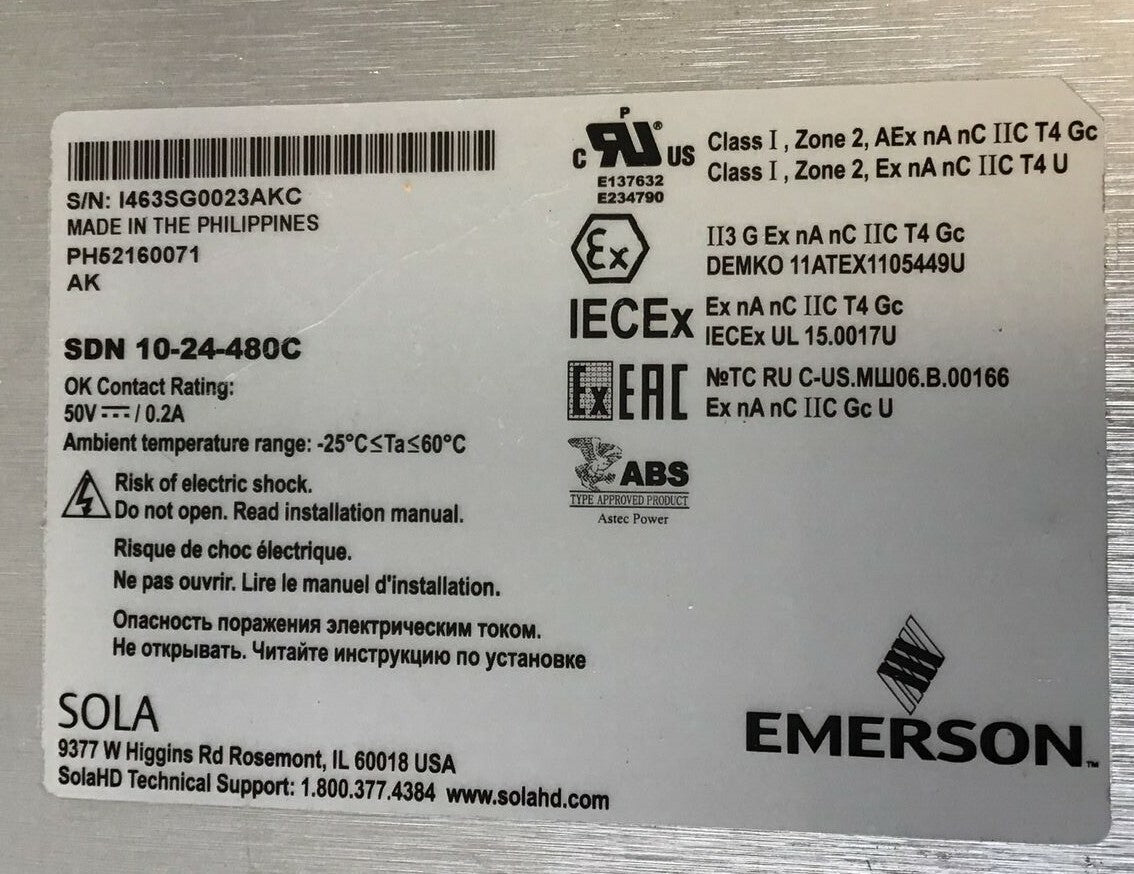 S/N: I463SG0023AKC
MADE IN THE PHILIPPINES
PH52160071
AK
SDN 10-24-480C
OK Contact Rating:
50V ⎓ / 0.2A
Ambient temperature range: -25°C≤Ta≤60°C
Risk of electric shock.
Do not open. Read installation manual.
Risque de choc électrique.
Ne pas ouvrir. Lire le manuel d'installation.
Опасность поражения электрическим током.
Не открывать. Читайте инструкцию по установке
SOLA
9377 W Higgins Rd Rosemont, IL 60018 USA
SolaHD Technical Support: 1.800.377.4384 www.solahd.com
P
C RU® US
E137632
E234790
Class I , Zone 2, AEx nA nC IIC T4 Gc
Class I , Zone 2, Ex nA nC IIC T4 U
Ex
II3 G Ex nA nC IIC T4 Gc
DEMKO 11ATEX1105449U
IECEx
Ex nA nC IIC T4 Gc
IECEx UL 15.0017U
Ex EAC
№TC RU C-US.МШ06.B.00166
Ex nA nC IIC Gc U
ABS
TYPE APPROVED PRODUCT
Astec Power
EMERSON™